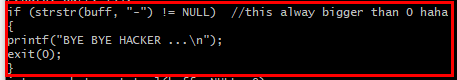 if (strstr(buff, "-") != NULL)  //this alway bigger than 0 haha
{
printf("BYE BYE HACKER ...\n");
exit(0);
}